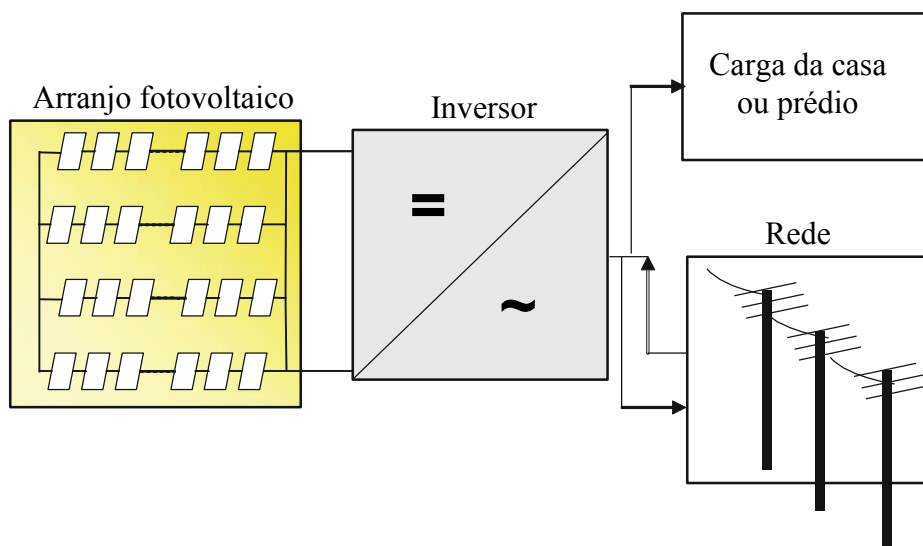 Arranjo fotovoltaico
Inversor
=
~
Carga da casa
ou prédio
Rede